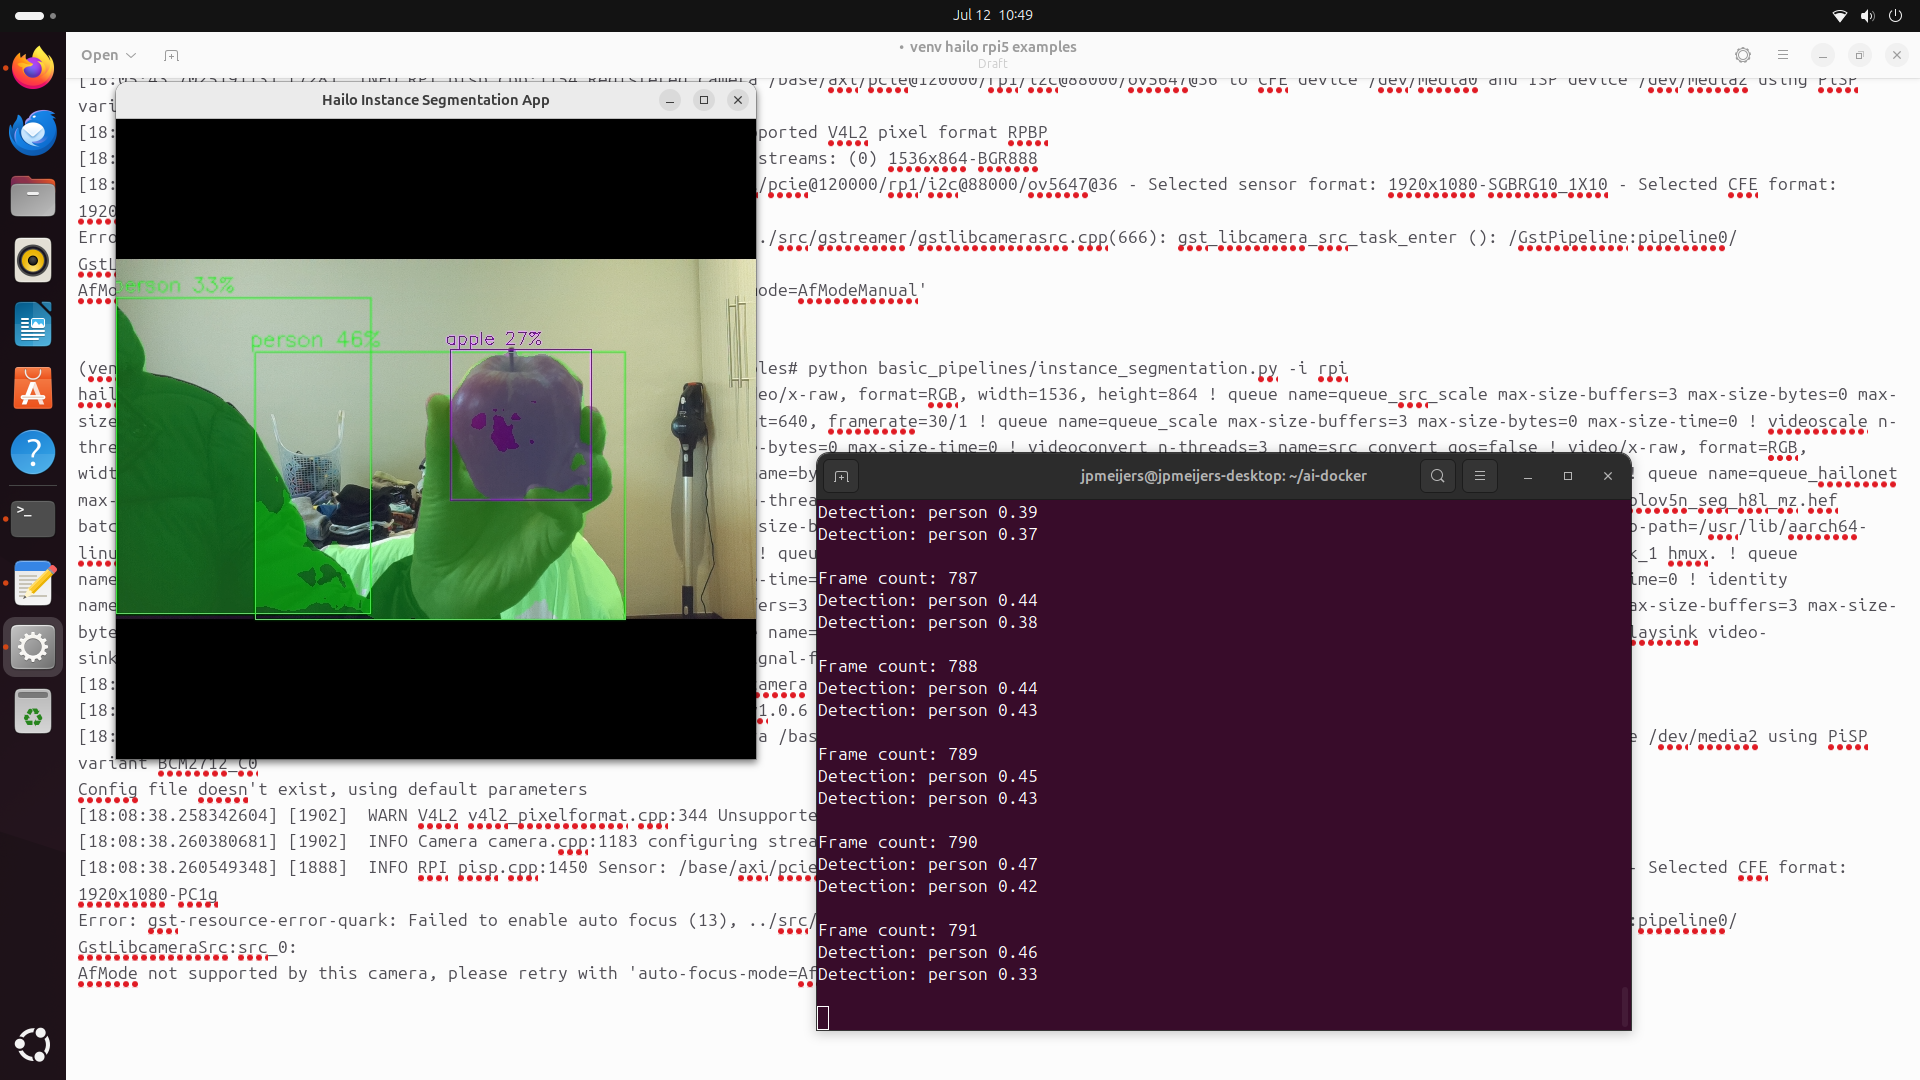 Jul 12 10:49
Open
• venv hailo rpi5 examples
Draft
[18:05:43.702519113] [1728] INFO RPI pisp.cpp:1154 Registered camera /base/axi/pcie@120000/rp1/i2c@88000/ov5647@36 to CFE device /dev/media0 and ISP device /dev/media2 using PiSP
vari
[18: ported V4L2 pixel format RPBP
[18: streams: (0) 1536x864-BGR888
[18: /pcie@120000/rp1/i2c@88000/ov5647@36 - Selected sensor format: 1920x1080-SGBRG10_1X10 - Selected CFE format:
1920
Erro ./src/gstreamer/gstlibcamerasrc.cpp(666): gst_libcamera_src_task_enter (): /GstPipeline:pipeline0/
GstL
AfMo ode=AfModeManual'
(ven les# python basic_pipelines/instance_segmentation.py -i rpi
hail eo/x-raw, format=RGB, width=1536, height=864 ! queue name=queue_src_scale max-size-buffers=3 max-size-bytes=0 max-
size t=640, framerate=30/1 ! queue name=queue_scale max-size-buffers=3 max-size-bytes=0 max-size-time=0 ! videoscale n-
thre -bytes=0 max-size-time=0 ! videoconvert n-threads=3 name=src_convert qos=false ! video/x-raw, format=RGB,
widt name=by ! queue name=queue_hailonet
max- -threa olov5n_seg_h8l_mz.hef
batc size-b o-path=/usr/lib/aarch64-
linu ! queu k_1 hmux. ! queue
name e-time= ime=0 ! identity
name ers=3 ax-size-buffers=3 max-size-
byte name= laysink video-
sink gnal-f
[18: amera
[18: v1.0.6
[18: a /bas e /dev/media2 using PiSP
variant BCM2712_C0
Config file doesn't exist, using default parameters
[18:08:38.258342604] [1902] WARN V4L2 v4l2_pixelformat.cpp:344 Unsupporte
[18:08:38.260380681] [1902] INFO Camera camera.cpp:1183 configuring strea
[18:08:38.260549348] [1888] INFO RPI pisp.cpp:1450 Sensor: /base/axi/pcie - Selected CFE format:
1920x1080-PC1g
Error: gst-resource-error-quark: Failed to enable auto focus (13), ../src/ :pipeline0/
GstLibcameraSrc:src_0:
AfMode not supported by this camera, please retry with 'auto-focus-mode=Af
Hailo Instance Segmentation App
person 33%
person 46%
apple 27%
jpmeijers@jpmeijers-desktop: ~/ai-docker
Detection: person 0.39
Detection: person 0.37
Frame count: 787
Detection: person 0.44
Detection: person 0.38
Frame count: 788
Detection: person 0.44
Detection: person 0.43
Frame count: 789
Detection: person 0.45
Detection: person 0.43
Frame count: 790
Detection: person 0.47
Detection: person 0.42
Frame count: 791
Detection: person 0.46
Detection: person 0.33